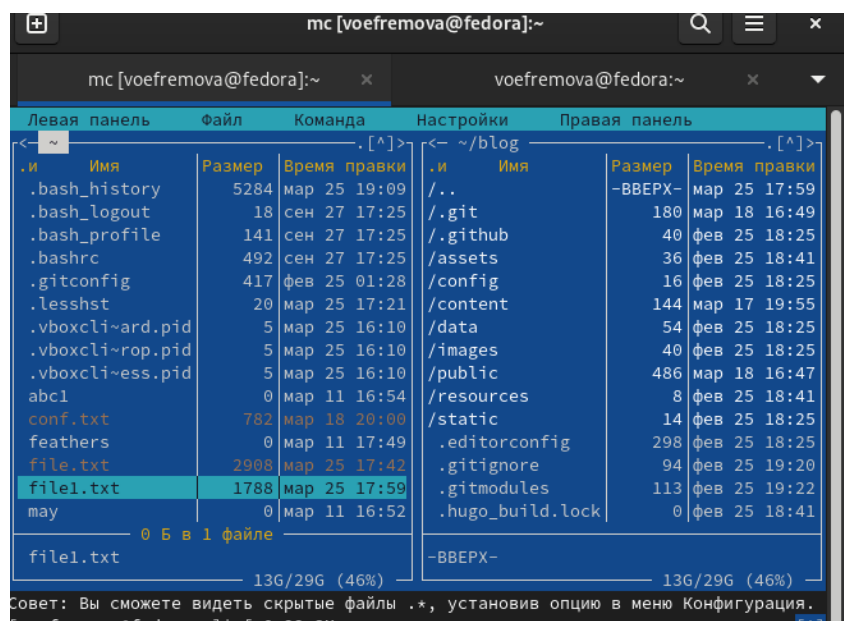 mc [voefremova@fedora]:~
mc [voefremova@fedora]:~ × voefremova@fedora:~ ×
Левая панель Файл Команда Настройки Правая панель
<— ~ .[^]> <— ~/blog .[^]>
.и Имя Размер Время правки .и Имя Размер Время правки
.bash_history 5284 мар 25 19:09 /.. -ВВЕРХ- мар 25 17:59
.bash_logout 18 сен 27 17:25 /.git 180 мар 18 16:49
.bash_profile 141 сен 27 17:25 /.github 40 фев 25 18:25
.bashrc 492 сен 27 17:25 /assets 36 фев 25 18:41
.gitconfig 417 фев 25 01:28 /config 16 фев 25 18:25
.lesshst 20 мар 25 17:21 /content 144 мар 17 19:55
.vboxcli~ard.pid 5 мар 25 16:10 /data 54 фев 25 18:25
.vboxcli~rop.pid 5 мар 25 16:10 /images 40 фев 25 18:25
.vboxcli~ess.pid 5 мар 25 16:10 /public 486 мар 18 16:47
abc1 0 мар 11 16:54 /resources 8 фев 25 18:41
conf.txt 782 мар 18 20:00 /static 14 фев 25 18:25
feathers 0 мар 11 17:49 .editorconfig 298 фев 25 18:25
file.txt 2908 мар 25 17:42 .gitignore 94 фев 25 19:20
file1.txt 1788 мар 25 17:59 .gitmodules 113 фев 25 19:22
may 0 мар 11 16:52 .hugo_build.lock 0 фев 25 18:41
0 Б в 1 файле
file1.txt -ВВЕРХ-
13G/29G (46%) 13G/29G (46%)
Совет: Вы сможете видеть скрытые файлы .*, установив опцию в меню Конфигурация.